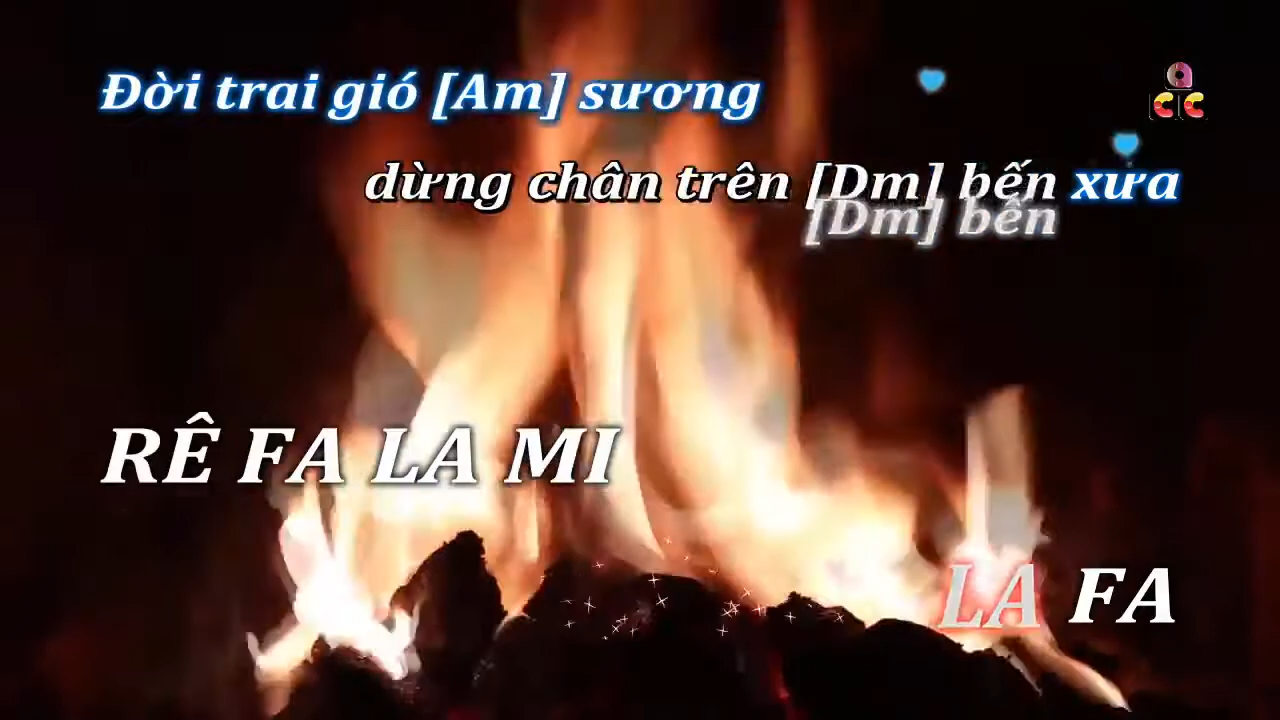 Đời trai gió [Am] sương
dừng chân trên [Dm] bến xưa
[Dm] bến
RÊ FA LA MI
LA FA
a
c c